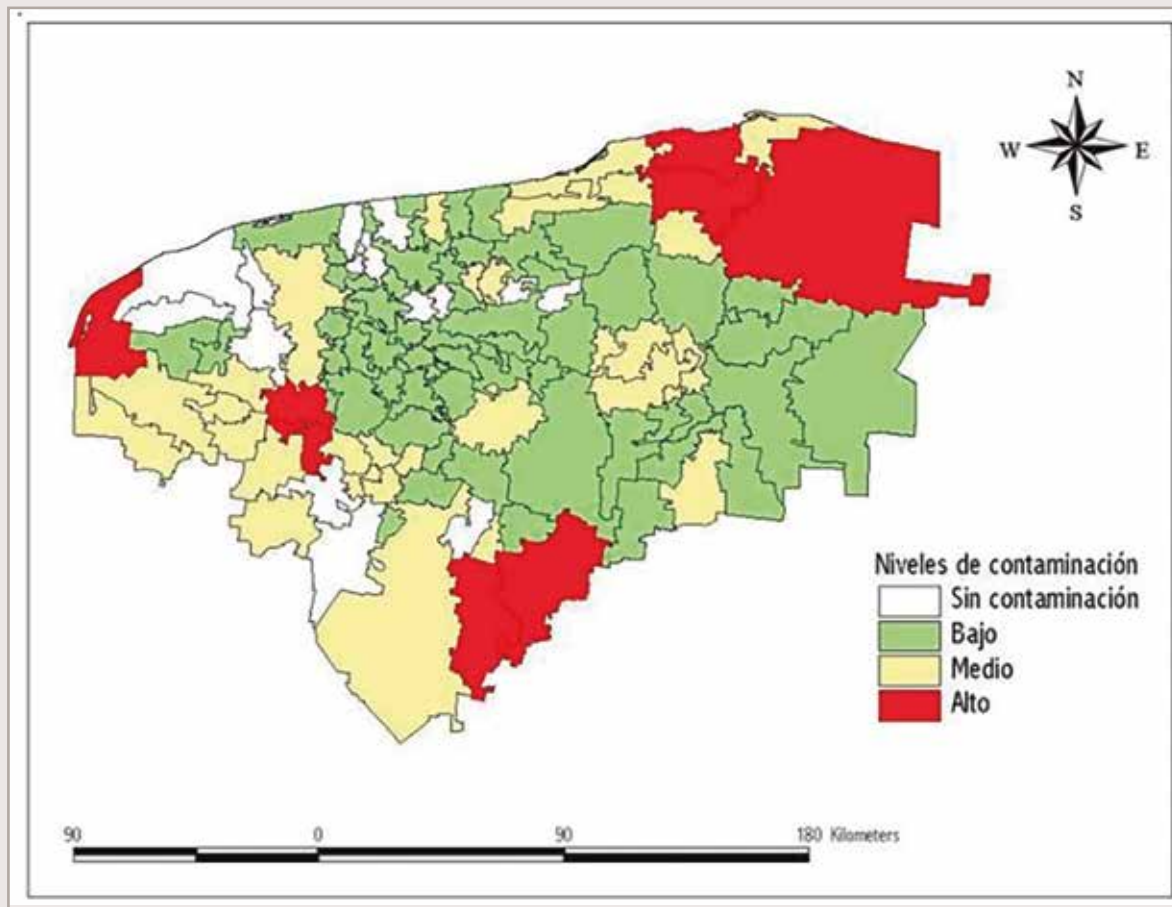 N
W E
S
Niveles de contaminación
Sin contaminación
Bajo
Medio
Alto
90 0 90 180 Kilometers